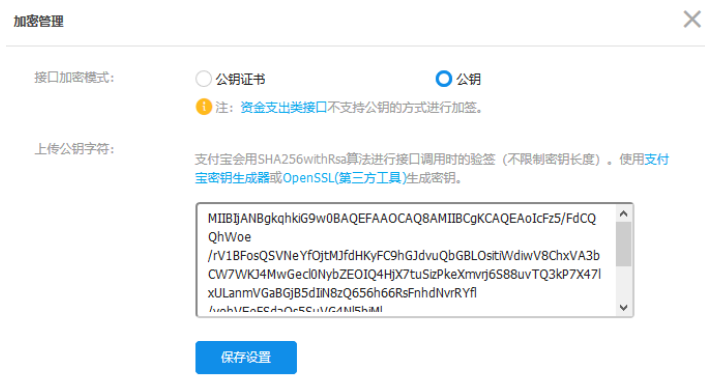 加密管理
接口加密模式:
公钥证书
公钥
注：资金支出类接口不支持公钥的方式进行加签。
上传公钥字符:
支付宝会用SHA256withRsa算法进行接口调用时的验签（不限制密钥长度）。使用支付
宝密钥生成器或OpenSSL(第三方工具)生成密钥。
MIIBIjANBgkqhkiG9w0BAQEFAAOCAQ8AMIIBCgKCAQEAoIcFz5/FdCQ
QhWoe
/rV1BFosQSVNeYfOjtMJfdHKyFC9hGJdvuQbGBLOsitiWdiwV8ChxVA3b
CW7WKJ4MwGecl0NybZEOIQ4HjX7tuSizPkeXmvrj6S88uvTQ3kP7X47l
xULanmVGaBGjB5dIiN8zQ656h66RsFnhdNvrRYfl
保存设置